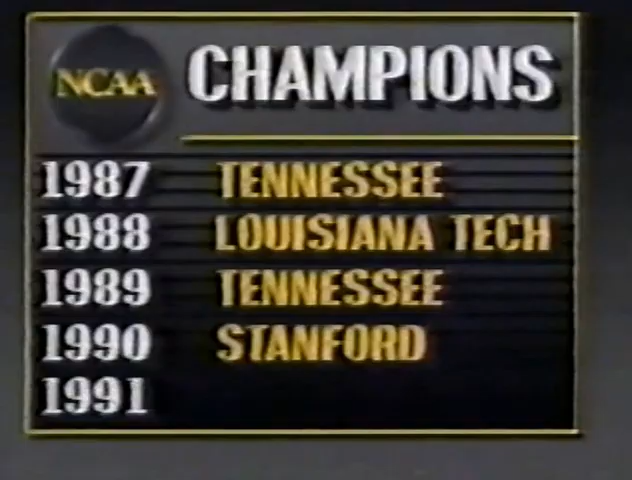 NCAA CHAMPIONS
1987 TENNESSEE
1988 LOUISIANA TECH
1989 TENNESSEE
1990 STANFORD
1991